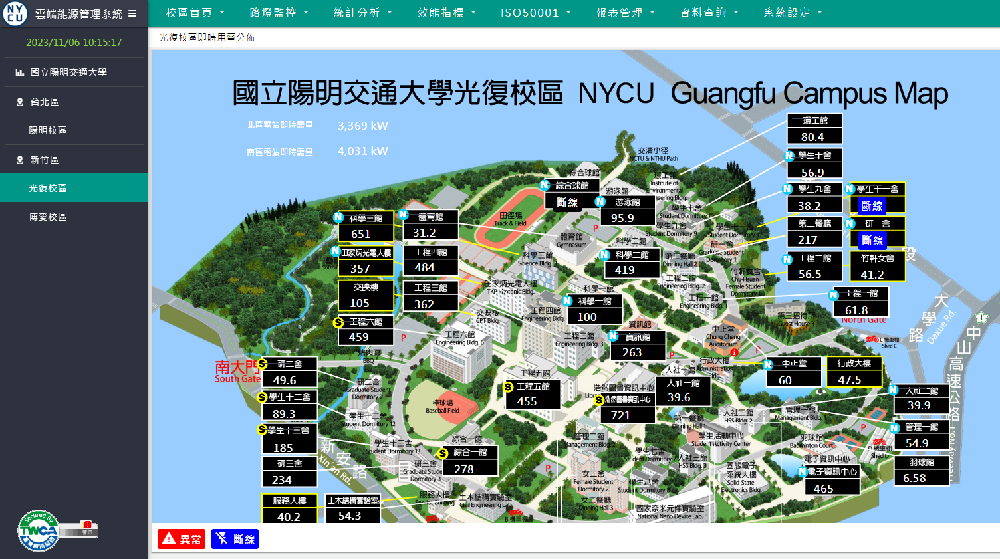 NYCU
雲端能源管理系統
校區首頁
路燈監控
統計分析
效能指標
ISO50001
報表管理
資料查詢
系統設定
2023/11/06 10:15:17
國立陽明交通大學
台北區
陽明校區
新竹區
光復校區
博愛校區
光復校區即時用電分佈
國立陽明交通大學光復校區 NYCU Guangfu Campus Map
北區電站即時需量 3,369 kW
南區電站即時需量 4,031 kW
環工館
80.4
交清小徑
NCTU & NTHU Path
學生十舍
56.9
綜合球館
綜合球館
斷線
環工館
Institute of
Environmental
游泳館
游泳館
95.9
學生九舍
38.2
學生十一舍
斷線
科學三館
651
體育館
31.2
田徑場
Track & Field
P
學生十舍
Student Dormitory 10
學生九舍
Student Dormitory 9
學生十一舍
Student Dormitory 11
第二餐廳
217
研一舍
斷線
體育館
Gymnasium
科學二館
科學二館
419
研一舍
Graduate Student
Dormitory 1
田家炳光電大樓
357
工程四館
484
科學三館
Science Bldg. 3
第二餐廳
Dinning Hall 2
工程二館
56.5
竹軒女舍
41.2
段
交映樓
105
工程三館
362
田家炳光電大樓
TKP Photonic Bldg.
科學一館
科學一館
100
工程二館
Engineering Bldg. 2
竹軒女舍
Chu-Hsuan
Female Student
Dormitory 1
工程一館
61.8
工程一館
Engineering Bldg. 1
North Gate
工程六館
459
交映樓
CPT Bldg.
工程四館
Engineering Bldg.
資訊館
資訊館
263
第三招待所
Guest House 3
中正堂
Chung Cheng
Auditorium
大學路
Daxue Rd.
1
中山高速公路
Freeway No.1
工程六館
Engineering Bldg. 6
P
工程三館
Engineering Bldg. 3
P
P
C 機車棚
Shed C
烤肉區
BBQ
南大門
South Gate
研二舍
49.6
行政大樓
Administration
中正堂
60
行政大樓
47.5
人社一館
人社一館
39.6
工程五館
工程五館
455
浩然圖書資訊中心
浩然圖書資訊中心
721
人社二館
39.9
研二舍
Graduate Student
Dormitory 2
學生十二舍
89.3
棒球場
Baseball Field
學生十二舍
Student Dormitory 12
第一餐廳
Dinning Hall 1
人社二館
HSS Bldg. 2
管理一館
Management Bldg. 1
管理一館
54.9
學生十三舍
185
學生十三舍
Student Dormitory 13
綜合一館
綜合一館
278
管理二館
Management Bldg. 2
學生活動中心
Student Activity Center
羽球館
Badminton Court
P
D 機車棚
Shed D
新安路
Xin'an Rd.
研三舍
234
研三舍
Graduate Student
Dormitory 3
P
學生七舍
Student Dormitory 7
人社三館
HSS Bldg. 3
電子資訊中心
電子資訊中心
465
羽球館
6.58
女二舍
Female Student
Dormitory 2
學生八舍
Student Dormitory 8
固態電子
系統大樓
Solid-State
Electronics Bldg.
服務大樓
-40.2
土木結構實驗室
54.3
服務大樓
Service Building
土木結構實驗室
Civil Engineering Lab.
女二餐廳
Dinning Hall 3
國家奈米元件實驗室
National Nano Device Lab.
B 機車棚
異常
斷線
Secured By
TWCA
警示